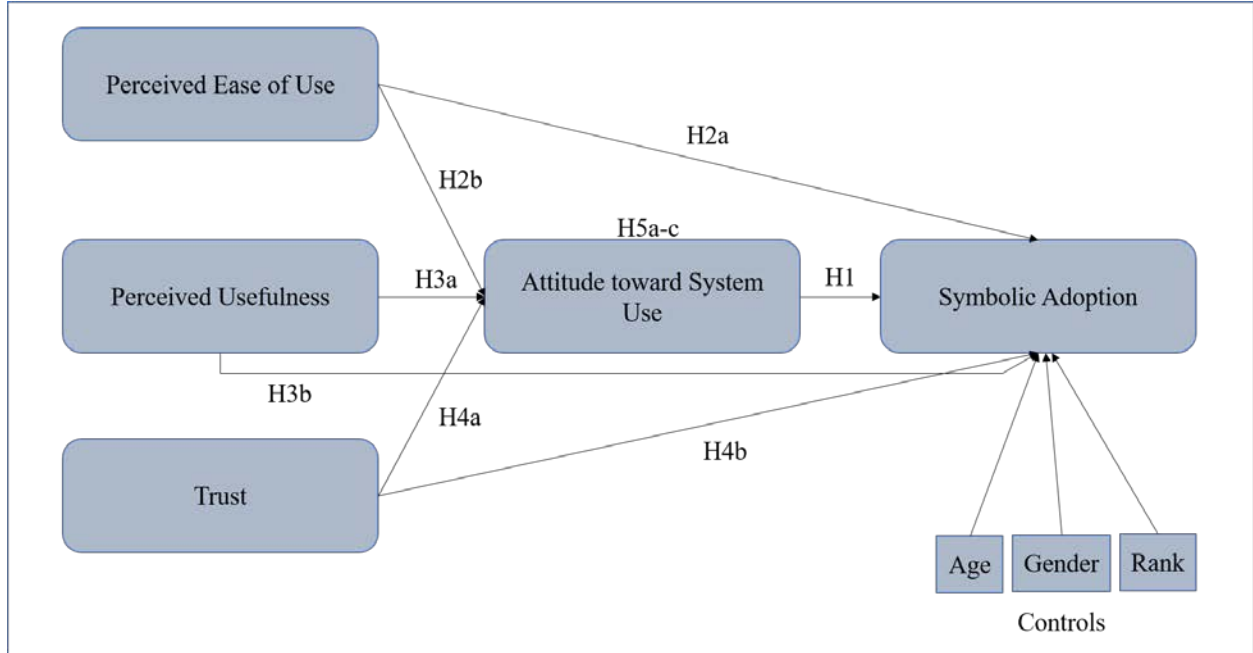 Perceived Ease of Use
H2a
H2b
H5a-c
Perceived Usefulness
H3a
Attitude toward System
Use
H1
Symbolic Adoption
H3b
H4a
H4b
Trust
Age
Gender
Rank
Controls